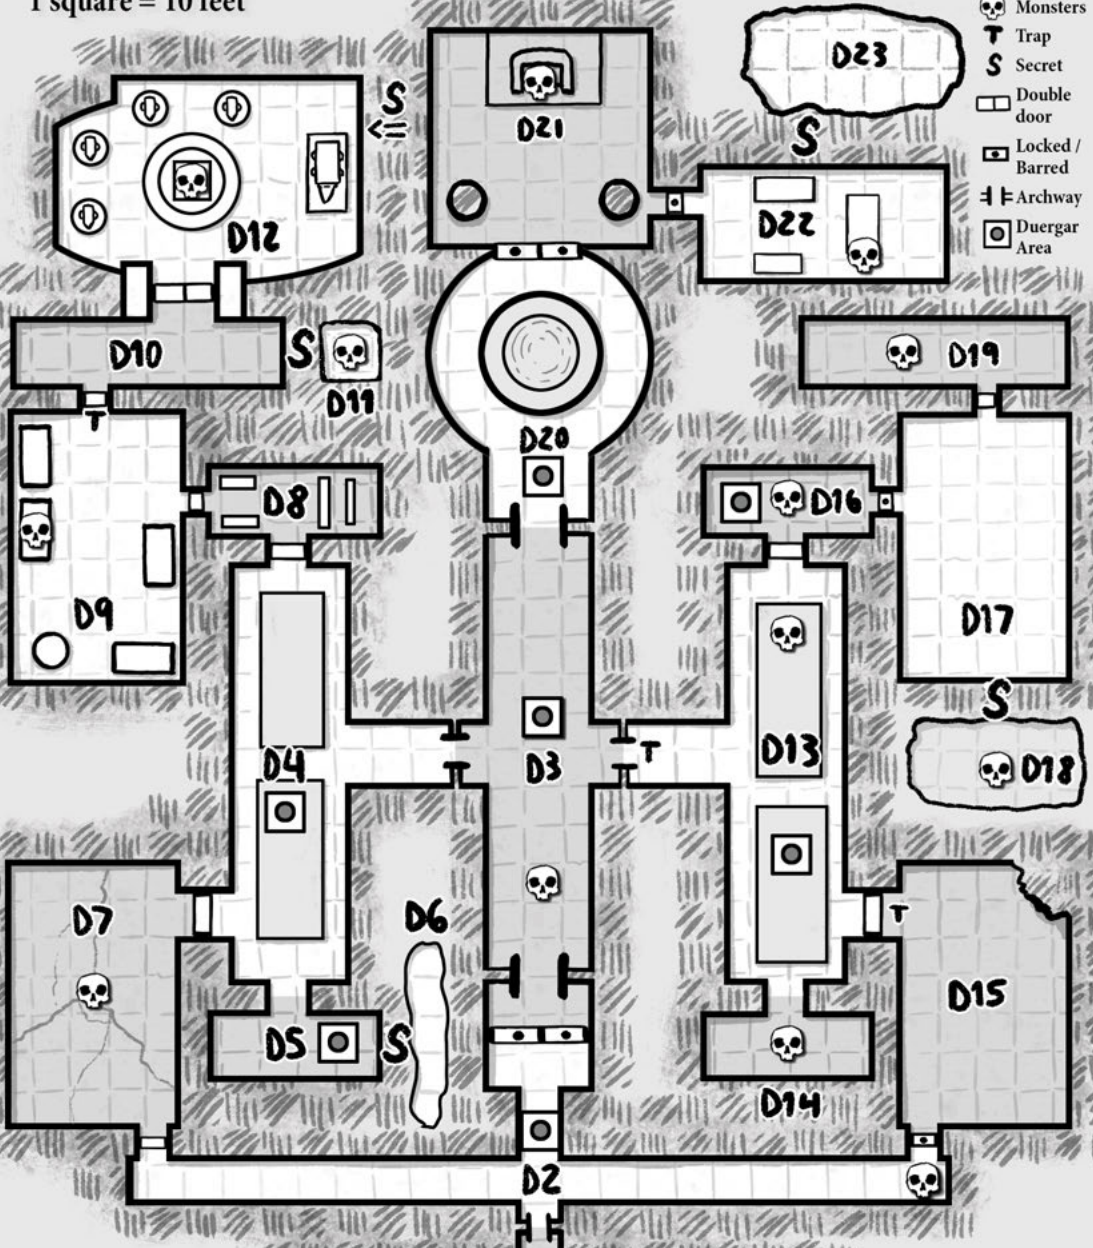 1 square = 10 feet
Monsters
T Trap
S Secret
Double
door
Locked /
Barred
Archway
Duergar
Area
D23
S
S
<=
D21
D22
D12
D10
S
D11
D19
T
D20
D8
D16
D9
D17
S
D4
D3
T
D13
D18
D7
D6
T
D15
D5
S
D14
D2